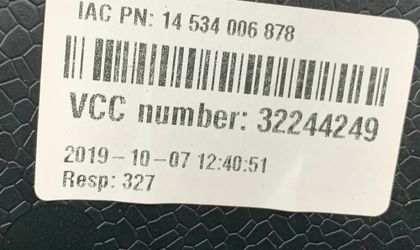 IAC PN: 14 534 006 878
VCC number: 32244249
2019-10-07 12:40:51
Resp: 327